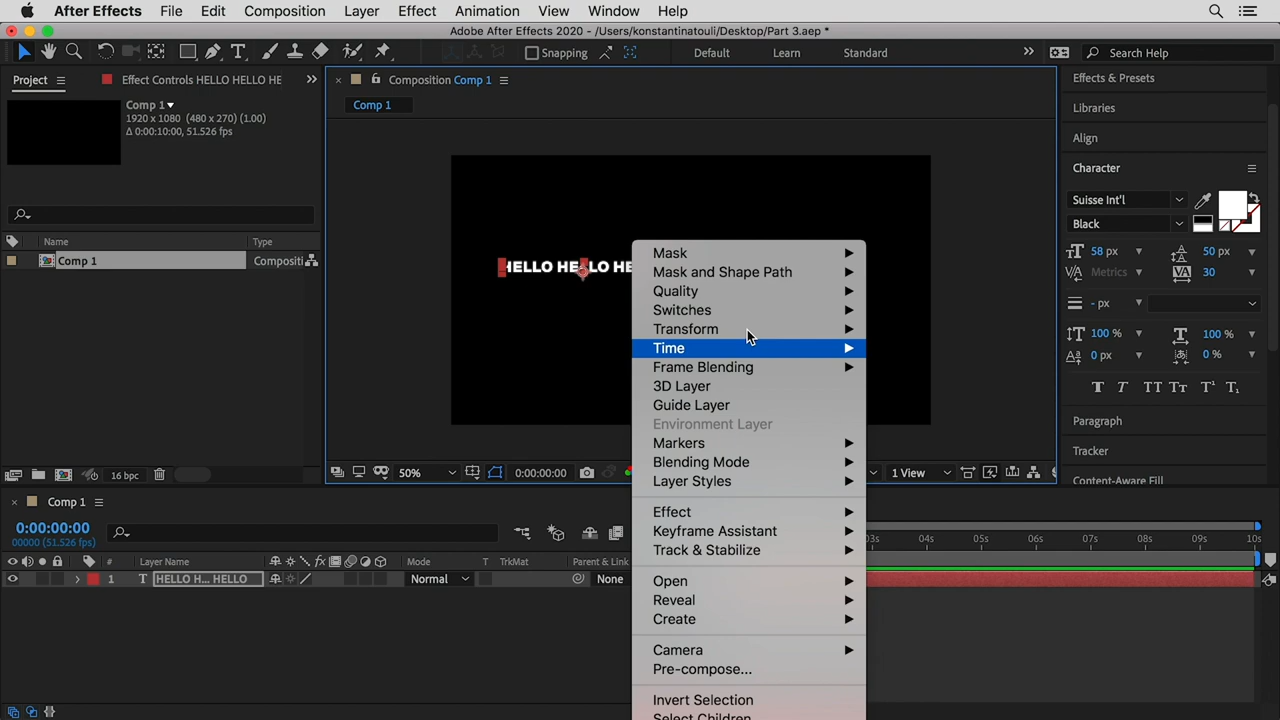 After Effects File Edit Composition Layer Effect Animation View Window Help
Adobe After Effects 2020 - /Users/konstantinatouli/Desktop/Part 3.aep *
Snapping Default Learn Standard Search Help
Project Effect Controls HELLO HELLO HE
Comp 1
1920 x 1080 (480 x 270) (1.00)
Δ 0:00:10:00, 51.526 fps
Name Type
Comp 1 Compositi
16 bpc
Composition Comp 1
Comp 1
HELLO HELLO HE
50% 0:00:00:00 1 View
Mask
Mask and Shape Path
Quality
Switches
Transform
Time
Frame Blending
3D Layer
Guide Layer
Environment Layer
Markers
Blending Mode
Layer Styles
Effect
Keyframe Assistant
Track & Stabilize
Open
Reveal
Create
Camera
Pre-compose...
Invert Selection
Select Children
Effects & Presets
Libraries
Align
Character
Suisse Int'l
Black
58 px 50 px
Metrics 30
- px
100 % 100 %
0 px 0 %
T T TT Tt T¹ T₁
Paragraph
Tracker
Content-Aware Fill
Comp 1
0:00:00:00
00000 (51.526 fps)
03s 04s 05s 06s 07s 08s 09s 10s
# Layer Name fx Mode T TrkMat Parent & Link
1 T HELLO H... HELLO Normal None